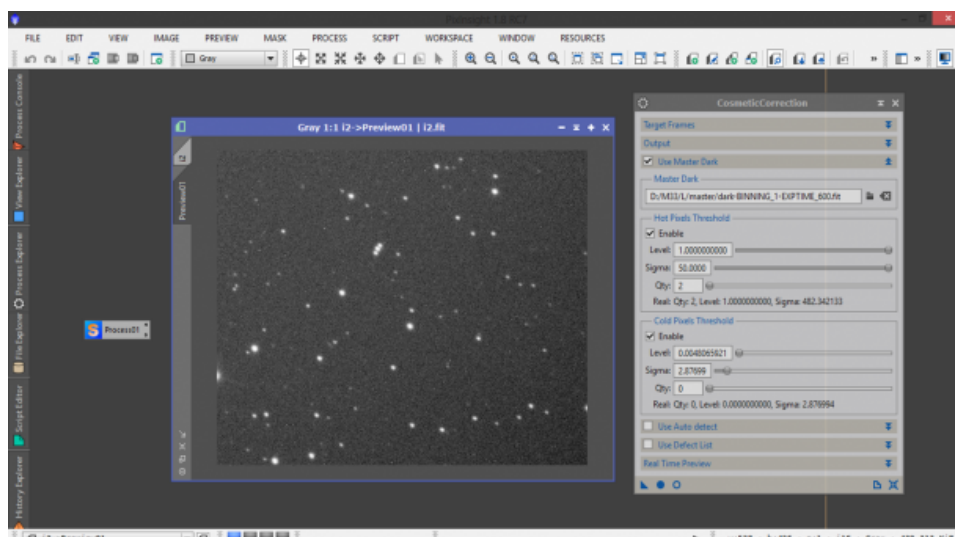 PixInsight 1.8 RC7
FILE EDIT VIEW IMAGE PREVIEW MASK PROCESS SCRIPT WORKSPACE WINDOW RESOURCES
Gray
Process Console
View Explorer
Process Explorer
File Explorer
Script Editor
History Explorer
Gray 1:1 i2->Preview01 | i2.fit
i2
Preview01
Process01
CosmeticCorrection
Target Frames
Output
Use Master Dark
Master Dark
D:/M33/L/master/dark-BINNING_1-EXPTIME_600.fit
Hot Pixels Threshold
Enable
Level: 1.0000000000
Sigma: 50.0000
Qty: 2
Real: Qty: 2, Level: 1.0000000000, Sigma: 482.342133
Cold Pixels Threshold
Enable
Level: 0.0048065921
Sigma: 2.87699
Qty: 0
Real: Qty: 0, Level: 0.0000000000, Sigma: 2.876994
Use Auto detect
Use Defect List
Real Time Preview